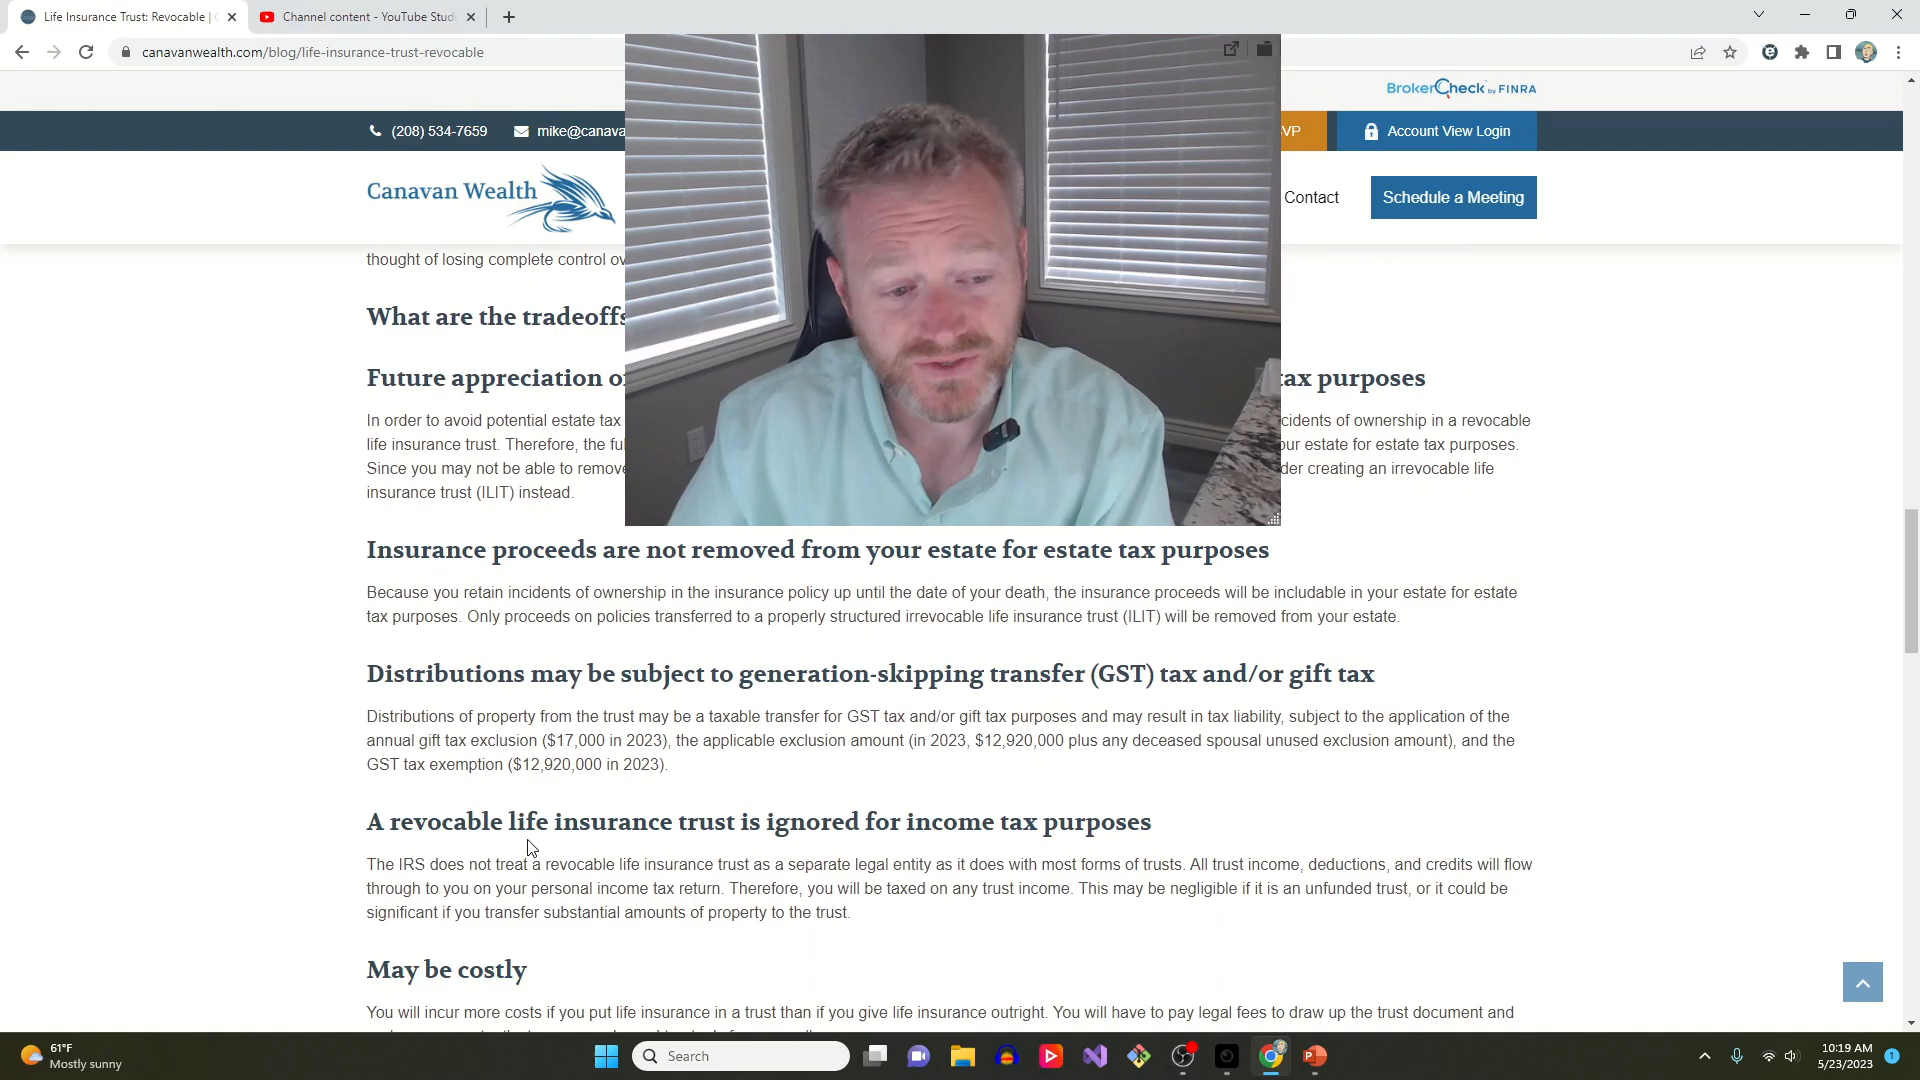 Life Insurance Trust: Revocable |
Channel content - YouTube Studi
canavanwealth.com/blog/life-insurance-trust-revocable
BrokerCheck by FINRA
(208) 534-7659
mike@canava
VP
Account View Login
Canavan Wealth
Contact
Schedule a Meeting
thought of losing complete control ov
What are the tradeoffs
Future appreciation o
tax purposes
In order to avoid potential estate tax
cidents of ownership in a revocable
life insurance trust. Therefore, the ful
our estate for estate tax purposes.
Since you may not be able to remove
der creating an irrevocable life
insurance trust (ILIT) instead.
Insurance proceeds are not removed from your estate for estate tax purposes
Because you retain incidents of ownership in the insurance policy up until the date of your death, the insurance proceeds will be includable in your estate for estate
tax purposes. Only proceeds on policies transferred to a properly structured irrevocable life insurance trust (ILIT) will be removed from your estate.
Distributions may be subject to generation-skipping transfer (GST) tax and/or gift tax
Distributions of property from the trust may be a taxable transfer for GST tax and/or gift tax purposes and may result in tax liability, subject to the application of the
annual gift tax exclusion ($17,000 in 2023), the applicable exclusion amount (in 2023, $12,920,000 plus any deceased spousal unused exclusion amount), and the
GST tax exemption ($12,920,000 in 2023).
A revocable life insurance trust is ignored for income tax purposes
The IRS does not treat a revocable life insurance trust as a separate legal entity as it does with most forms of trusts. All trust income, deductions, and credits will flow
through to you on your personal income tax return. Therefore, you will be taxed on any trust income. This may be negligible if it is an unfunded trust, or it could be
significant if you transfer substantial amounts of property to the trust.
May be costly
You will incur more costs if you put life insurance in a trust than if you give life insurance outright. You will have to pay legal fees to draw up the trust document and
61°F
Mostly sunny
Search
10:19 AM
5/23/2023
1